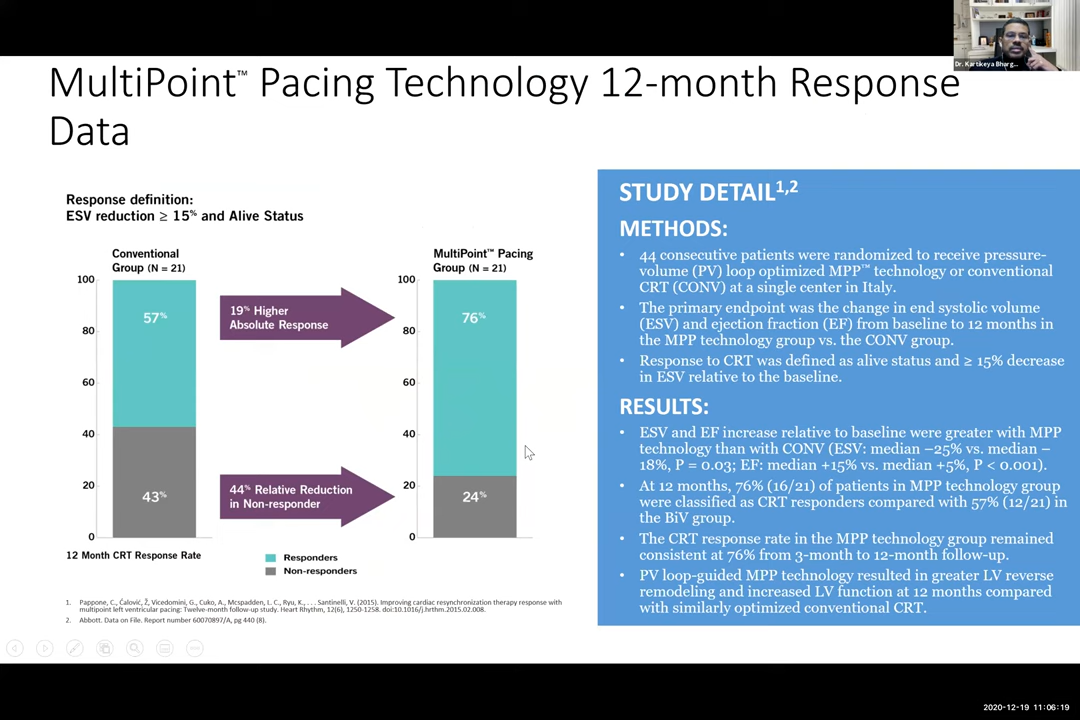 Dr. Kartikeya Bharg...
MultiPoint™ Pacing Technology 12-month Response
Data
Response definition:
ESV reduction ≥ 15% and Alive Status
Conventional
Group (N = 21)
100
80
60
40
20
0
57%
43%
19% Higher
Absolute Response
44% Relative Reduction
in Non-responder
MultiPoint™ Pacing
Group (N = 21)
100
80
60
40
20
0
76%
24%
12 Month CRT Response Rate
Responders
Non-responders
1. Pappone, C., Ćalović, Ž, Vicedomini, G., Cuko, A., Mcspadden, L. C., Ryu, K., . . . Santinelli, V. (2015). Improving cardiac resynchronization therapy response with
multipoint left ventricular pacing: Twelve-month follow-up study. Heart Rhythm, 12(6), 1250-1258. doi:10.1016/j.hrthm.2015.02.008.
2. Abbott. Data on File. Report number 60070897/A, pg 440 (8).
STUDY DETAIL1,2
METHODS:
• 44 consecutive patients were randomized to receive pressure-
volume (PV) loop optimized MPP™ technology or conventional
CRT (CONV) at a single center in Italy.
• The primary endpoint was the change in end systolic volume
(ESV) and ejection fraction (EF) from baseline to 12 months in
the MPP technology group vs. the CONV group.
• Response to CRT was defined as alive status and ≥ 15% decrease
in ESV relative to the baseline.
RESULTS:
• ESV and EF increase relative to baseline were greater with MPP
technology than with CONV (ESV: median −25% vs. median −
18%, P = 0.03; EF: median +15% vs. median +5%, P < 0.001).
• At 12 months, 76% (16/21) of patients in MPP technology group
were classified as CRT responders compared with 57% (12/21) in
the BiV group.
• The CRT response rate in the MPP technology group remained
consistent at 76% from 3-month to 12-month follow-up.
• PV loop-guided MPP technology resulted in greater LV reverse
remodeling and increased LV function at 12 months compared
with similarly optimized conventional CRT.
2020-12-19 11:06:19